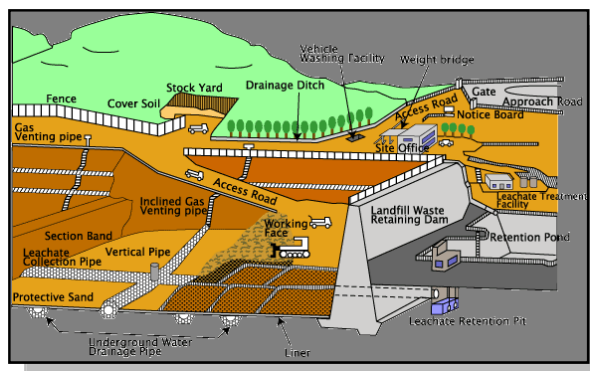 Vehicle
Washing Facility
Weight bridge
Gate
Approach Road
Stock Yard
Drainage Ditch
Access Road
Notice Board
Fence
Cover Soil
Gas
Venting pipe
Site Office
Access Road
Leachate Treatment
Facility
Inclined Gas
Venting pipe
Landfill Waste
Retaining Dam
Working
Face
Section Band
Retention Pond
Leachate
Collection Pipe
Vertical Pipe
Protective Sand
Leachate Retention Pit
Underground Water
Drainage Pipe
Liner